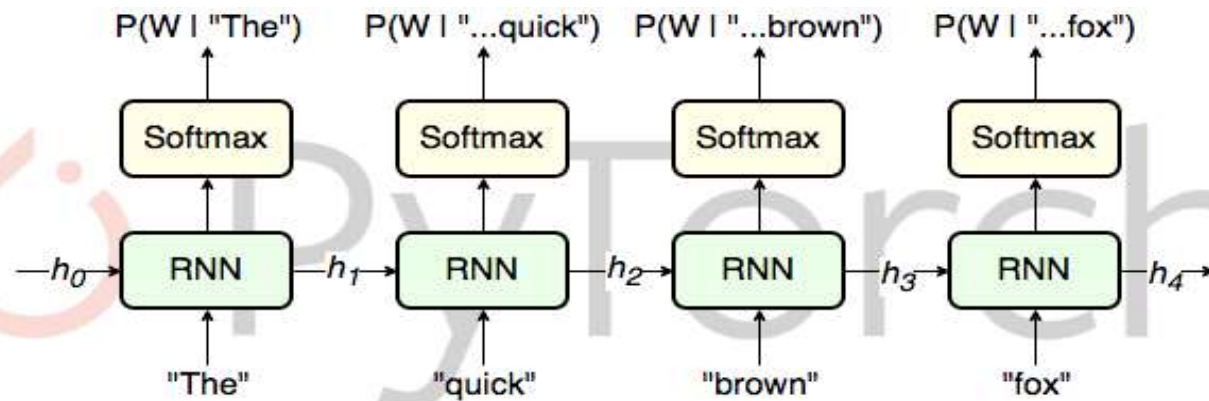 P(W | "The") P(W | "...quick") P(W | "...brown") P(W | "...fox")
Softmax Softmax Softmax Softmax
h0 RNN h1 RNN h2 RNN h3 RNN h4
"The" "quick" "brown" "fox"
PyTorch